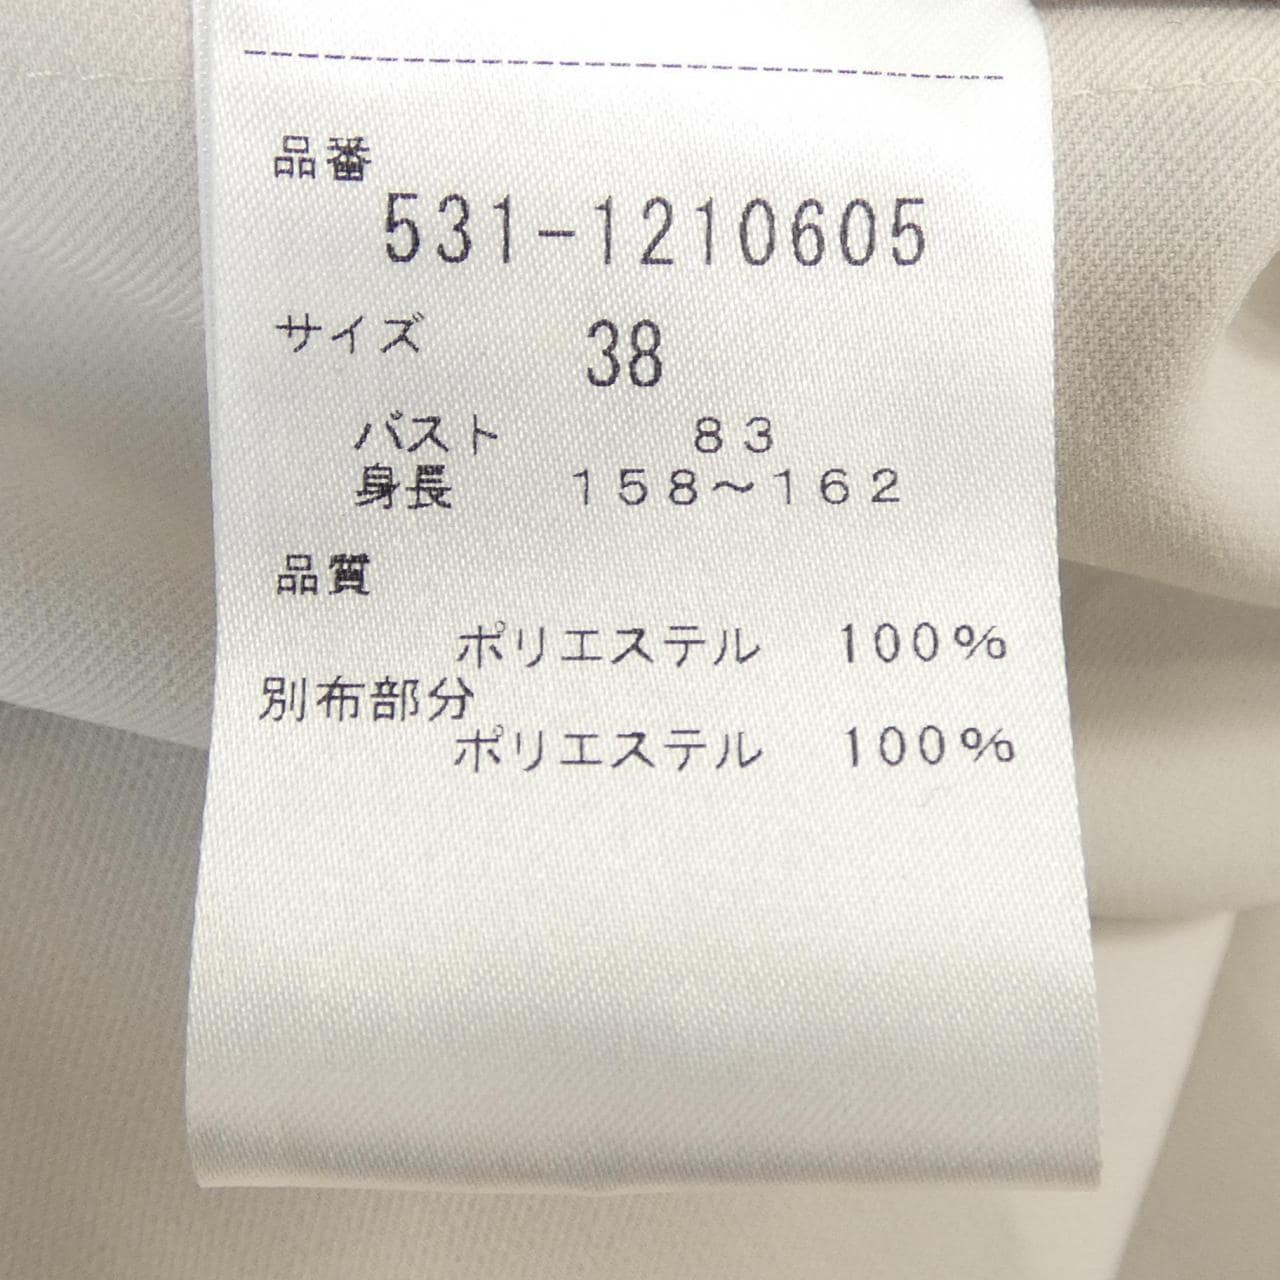 品番
531-1210605
サイズ 38
バスト 83
身長 158～162
品質
ポリエステル 100%
別布部分
ポリエステル 100%